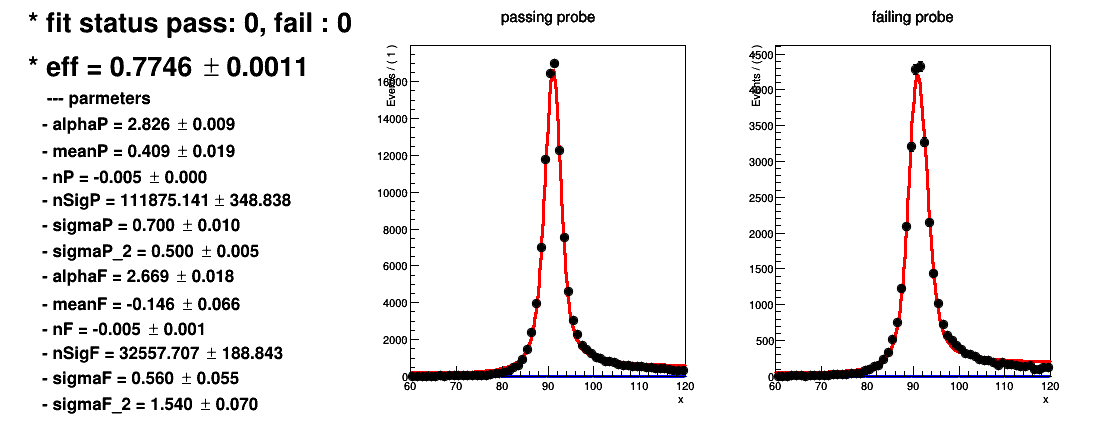 * fit status pass: 0, fail : 0
* eff = 0.7746 ± 0.0011
--- parmeters
- alphaP = 2.826 ± 0.009
- meanP = 0.409 ± 0.019
- nP = -0.005 ± 0.000
- nSigP = 111875.141 ± 348.838
- sigmaP = 0.700 ± 0.010
- sigmaP_2 = 0.500 ± 0.005
- alphaF = 2.669 ± 0.018
- meanF = -0.146 ± 0.066
- nF = -0.005 ± 0.001
- nSigF = 32557.707 ± 188.843
- sigmaF = 0.560 ± 0.055
- sigmaF_2 = 1.540 ± 0.070
passing probe
Events / ( 1 )
16000
14000
12000
10000
8000
6000
4000
2000
0
60 70 80 90 100 110 120
x
failing probe
Events / ( 1 )
4500
4000
3500
3000
2500
2000
1500
1000
500
0
60 70 80 90 100 110 120
x